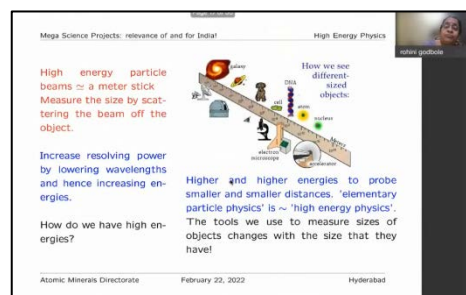 Mega Science Projects: relevance of and for India!
High Energy Physics
rohini godbole
High energy particle
beams ≃ a meter stick
Measure the size by scat-
tering the beam off the
object.
Increase resolving power
by lowering wavelengths
and hence increasing en-
ergies.
How do we have high en-
ergies?
How we see
different-
sized
objects:
galaxy
DNA
cell
atom
nucleus
electron
microscope
accelerator
Higher and higher energies to probe
smaller and smaller distances. 'elementary
particle physics' is ~ 'high energy physics'.
The tools we use to measure sizes of
objects changes with the size that they
have!
Atomic Minerals Directorate
February 22, 2022
Hyderabad